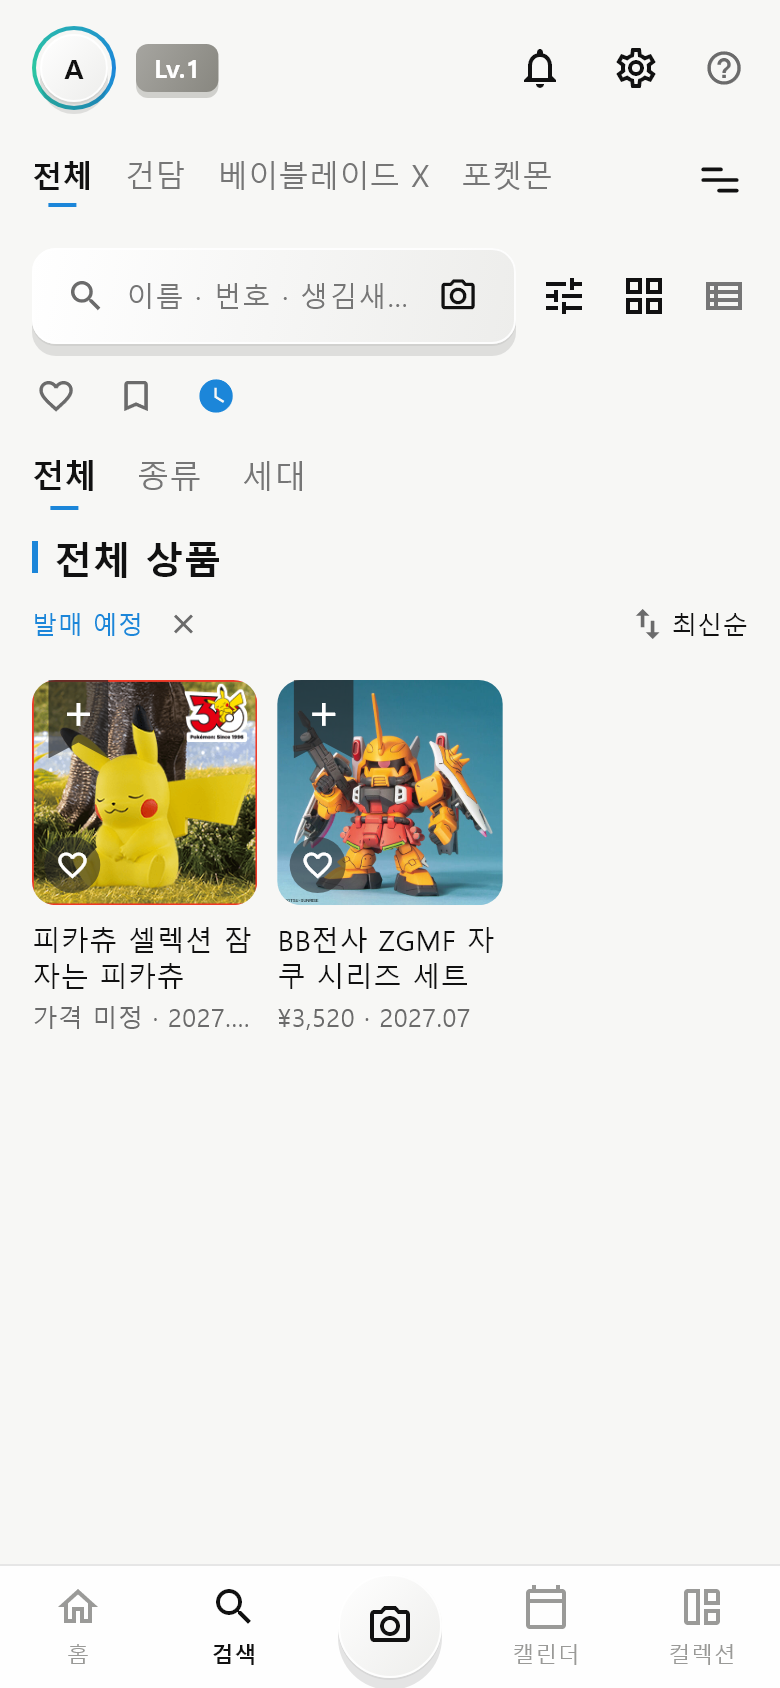 A
Lv.1
전체 건담 베이블레이드 X 포켓몬
이름 · 번호 · 생김새...
전체 종류 세대
전체 상품
발매 예정
최신순
30
Pokémon: Since 1996
피카츄 셀렉션 잠
자는 피카츄
가격 미정 · 2027....
BB전사 ZGMF 자
쿠 시리즈 세트
¥3,520 · 2027.07
홈 검색 캘린더 컬렉션